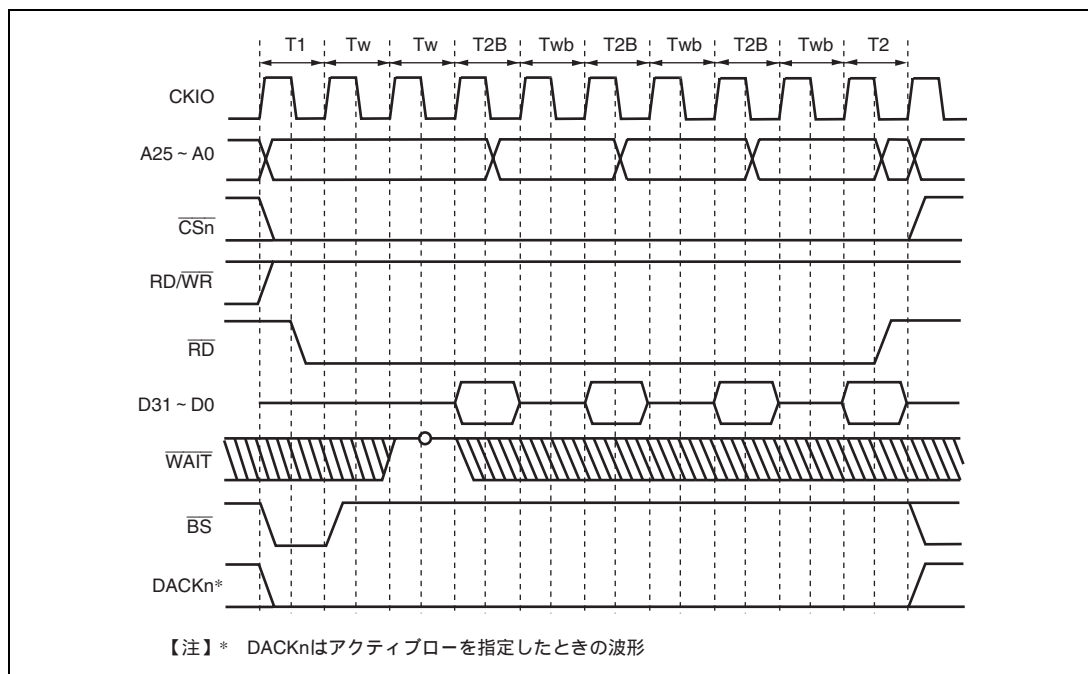 T1 Tw Tw T2B Twb T2B Twb T2B Twb T2
CKIO
A25 ~ A0
CSn
RD/WR
RD
D31 ~ D0
WAIT
BS
DACKn*
【注】* DACKnはアクティブローを指定したときの波形